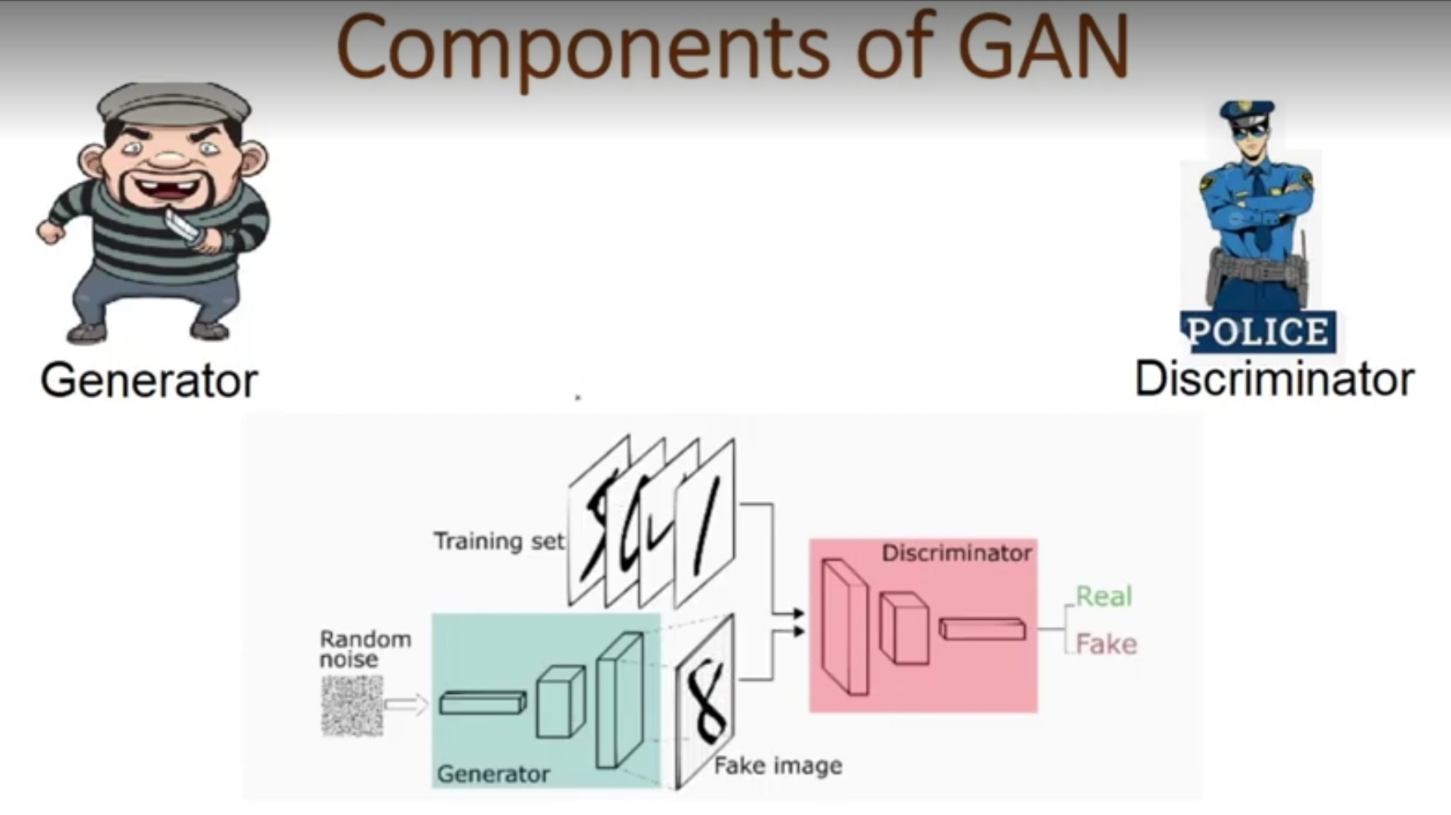 Components of GAN
POLICE
Generator
Discriminator
Training set
Discriminator
Real
Fake
Random
noise
Generator
Fake image